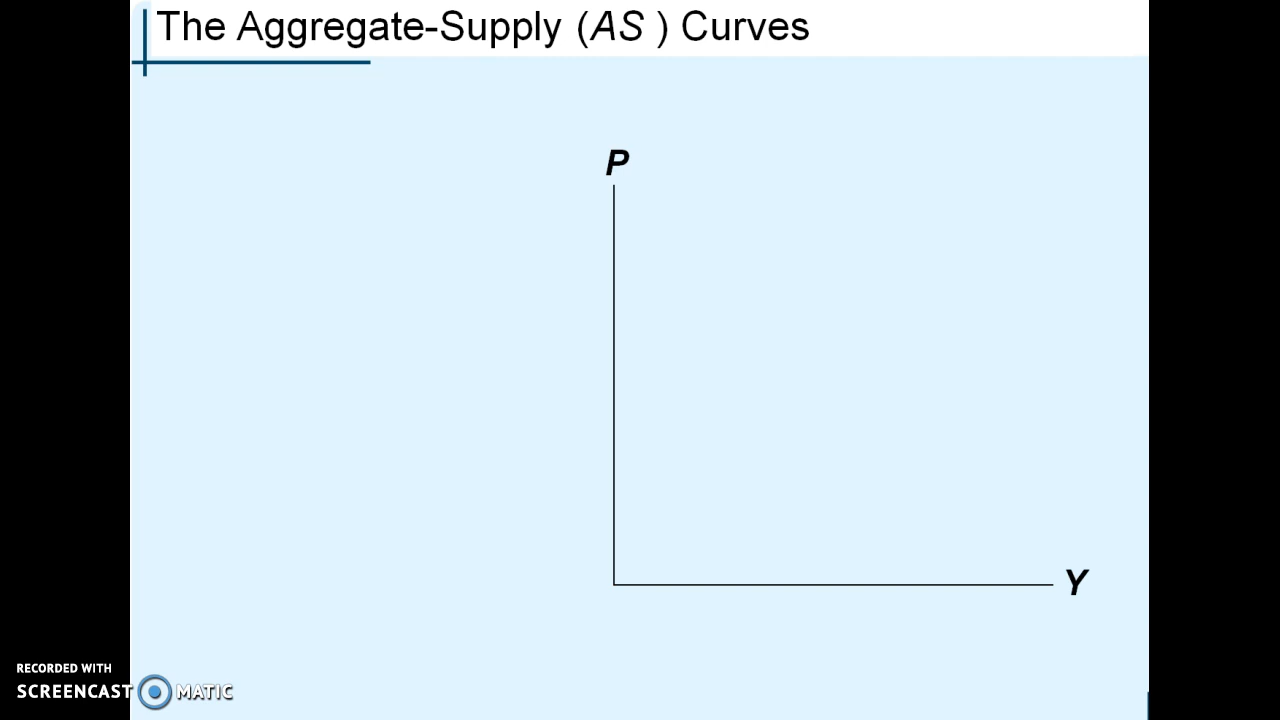 The Aggregate-Supply (AS ) Curves
P
Y
RECORDED WITH
SCREENCAST MATIC